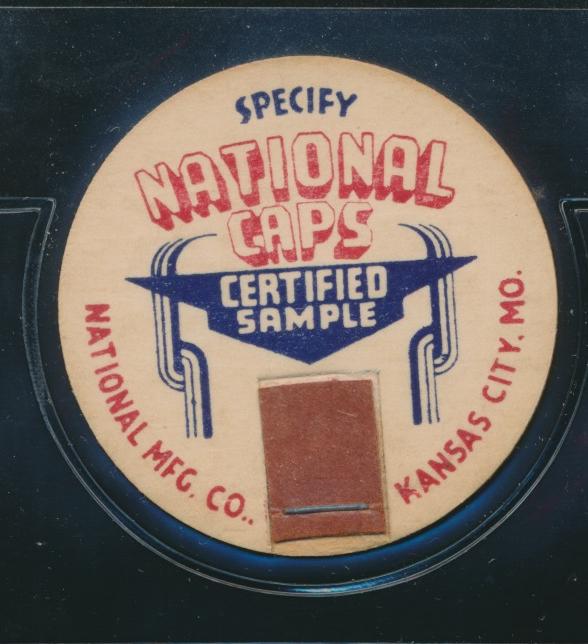 SPECIFY
NATIONAL
CAPS
CERTIFIED
SAMPLE
NATIONAL MFG. CO..
KANSAS CITY. MO.